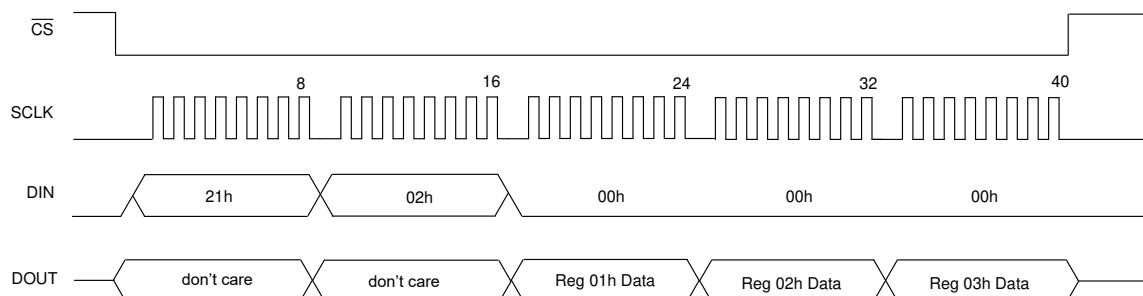 CS
8 16 24 32 40
SCLK
DIN 21h 02h 00h 00h 00h
DOUT don't care don't care Reg 01h Data Reg 02h Data Reg 03h Data